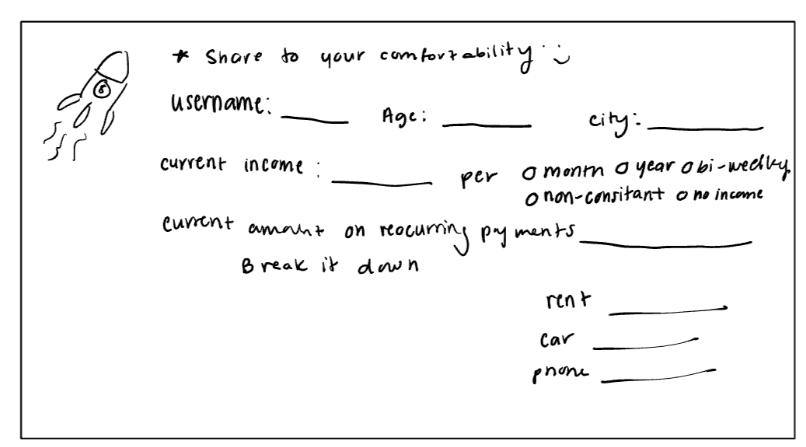 * Share to your comfortability :)
username: ____ Age: ____ city: ____
current income : ____ per o month o year o bi-weekly
o non-consitant o no income
current amount on reocurring payments ____
Break it down
rent ____
car ____
phone ____